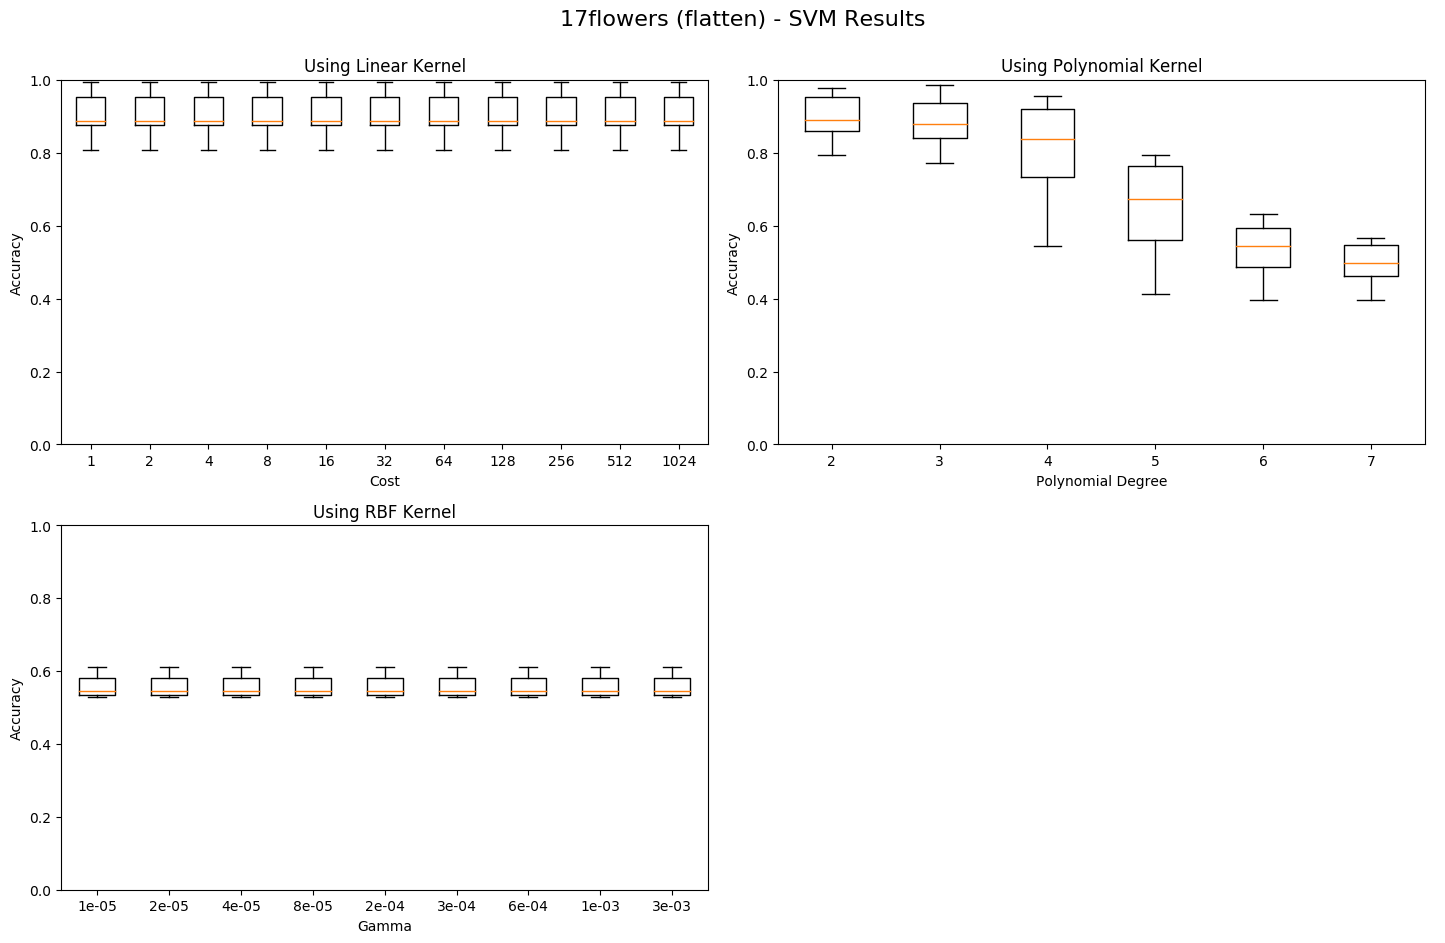 17flowers (flatten) - SVM Results
Using Linear Kernel
1.0
0.8
0.6
0.4
0.2
0.0
Accuracy
1 2 4 8 16 32 64 128 256 512 1024
Cost
Using Polynomial Kernel
1.0
0.8
0.6
0.4
0.2
0.0
Accuracy
2 3 4 5 6 7
Polynomial Degree
Using RBF Kernel
1.0
0.8
0.6
0.4
0.2
0.0
Accuracy
1e-05 2e-05 4e-05 8e-05 2e-04 3e-04 6e-04 1e-03 3e-03
Gamma